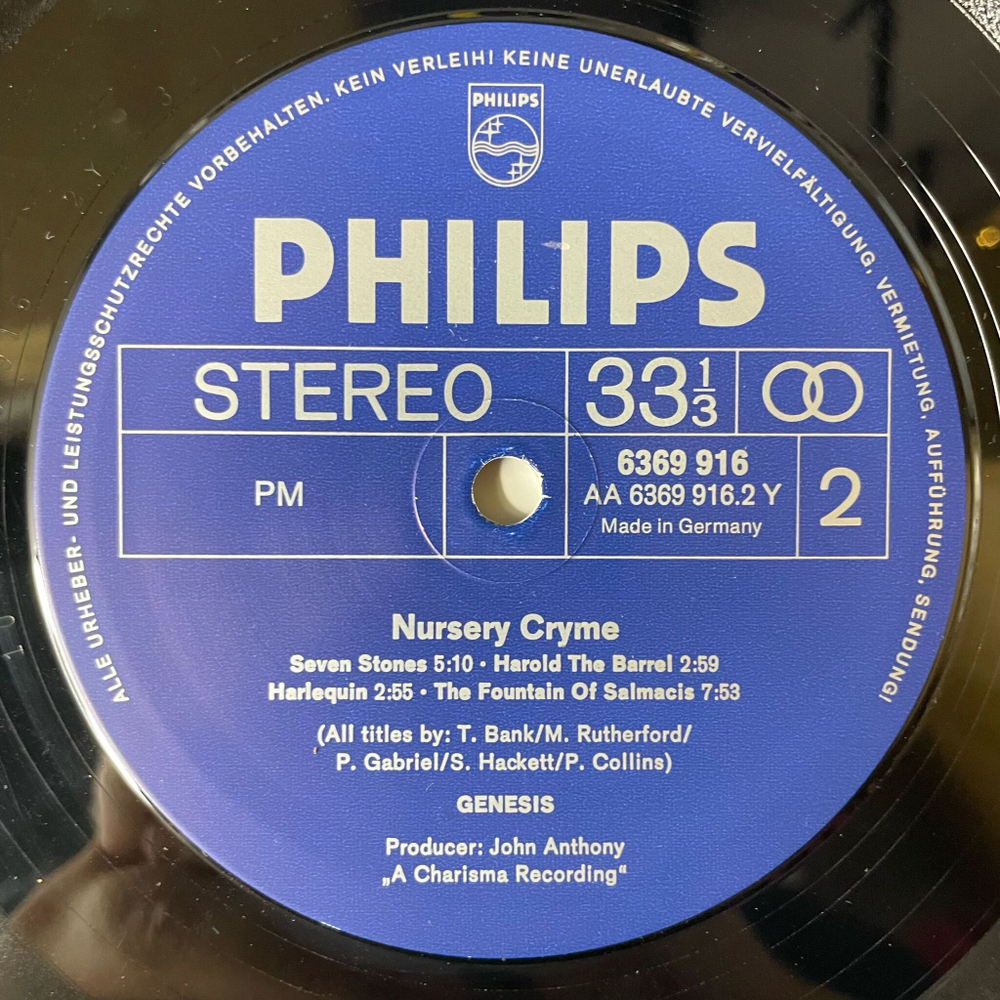 ALLE URHEBER- UND LEISTUNGSSCHUTZRECHTE VORBEHALTEN. KEIN VERLEIH! KEINE UNERLAUBTE VERVIELFÄLTIGUNG, VERMIETUNG, AUFFÜHRUNG, SENDUNG!
PHILIPS
PHILIPS
STEREO 33 1/3
PM
6369 916
AA 6369 916.2 Y
Made in Germany
2
Nursery Cryme
Seven Stones 5:10 · Harold The Barrel 2:59
Harlequin 2:55 · The Fountain Of Salmacis 7:53
(All titles by: T. Bank/M. Rutherford/
P. Gabriel/S. Hackett/P. Collins)
GENESIS
Producer: John Anthony
„A Charisma Recording“